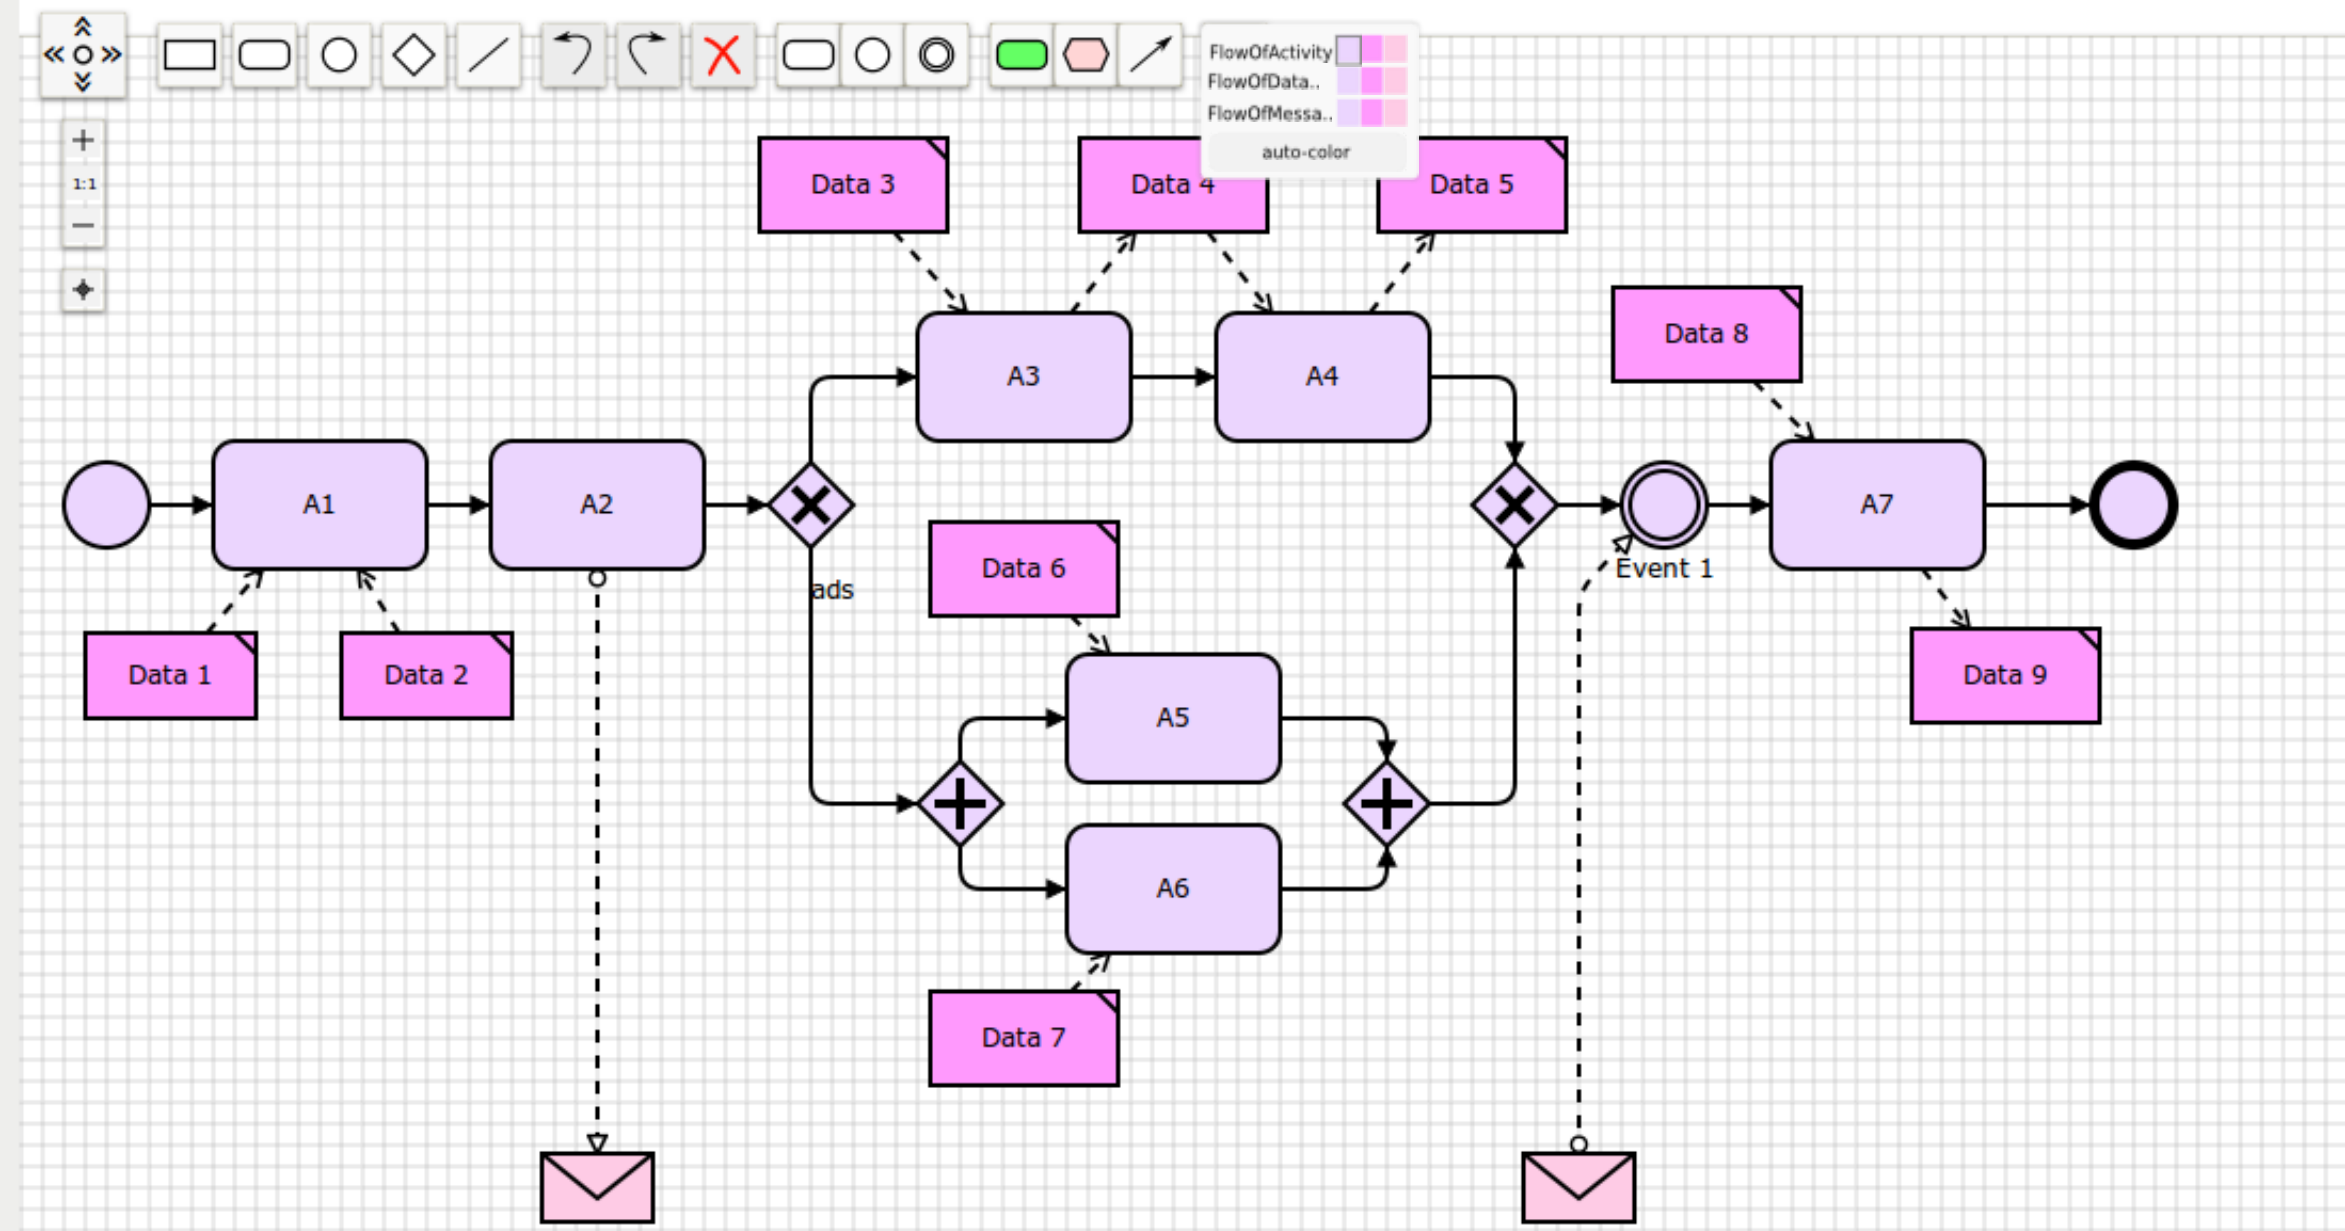 FlowOfActivity
FlowOfData..
FlowOfMessa..
auto-color
1:1
Data 3
Data 4
Data 5
Data 8
A3
A4
A1
A2
A7
Data 6
Event 1
ads
Data 1
Data 2
Data 9
A5
A6
Data 7